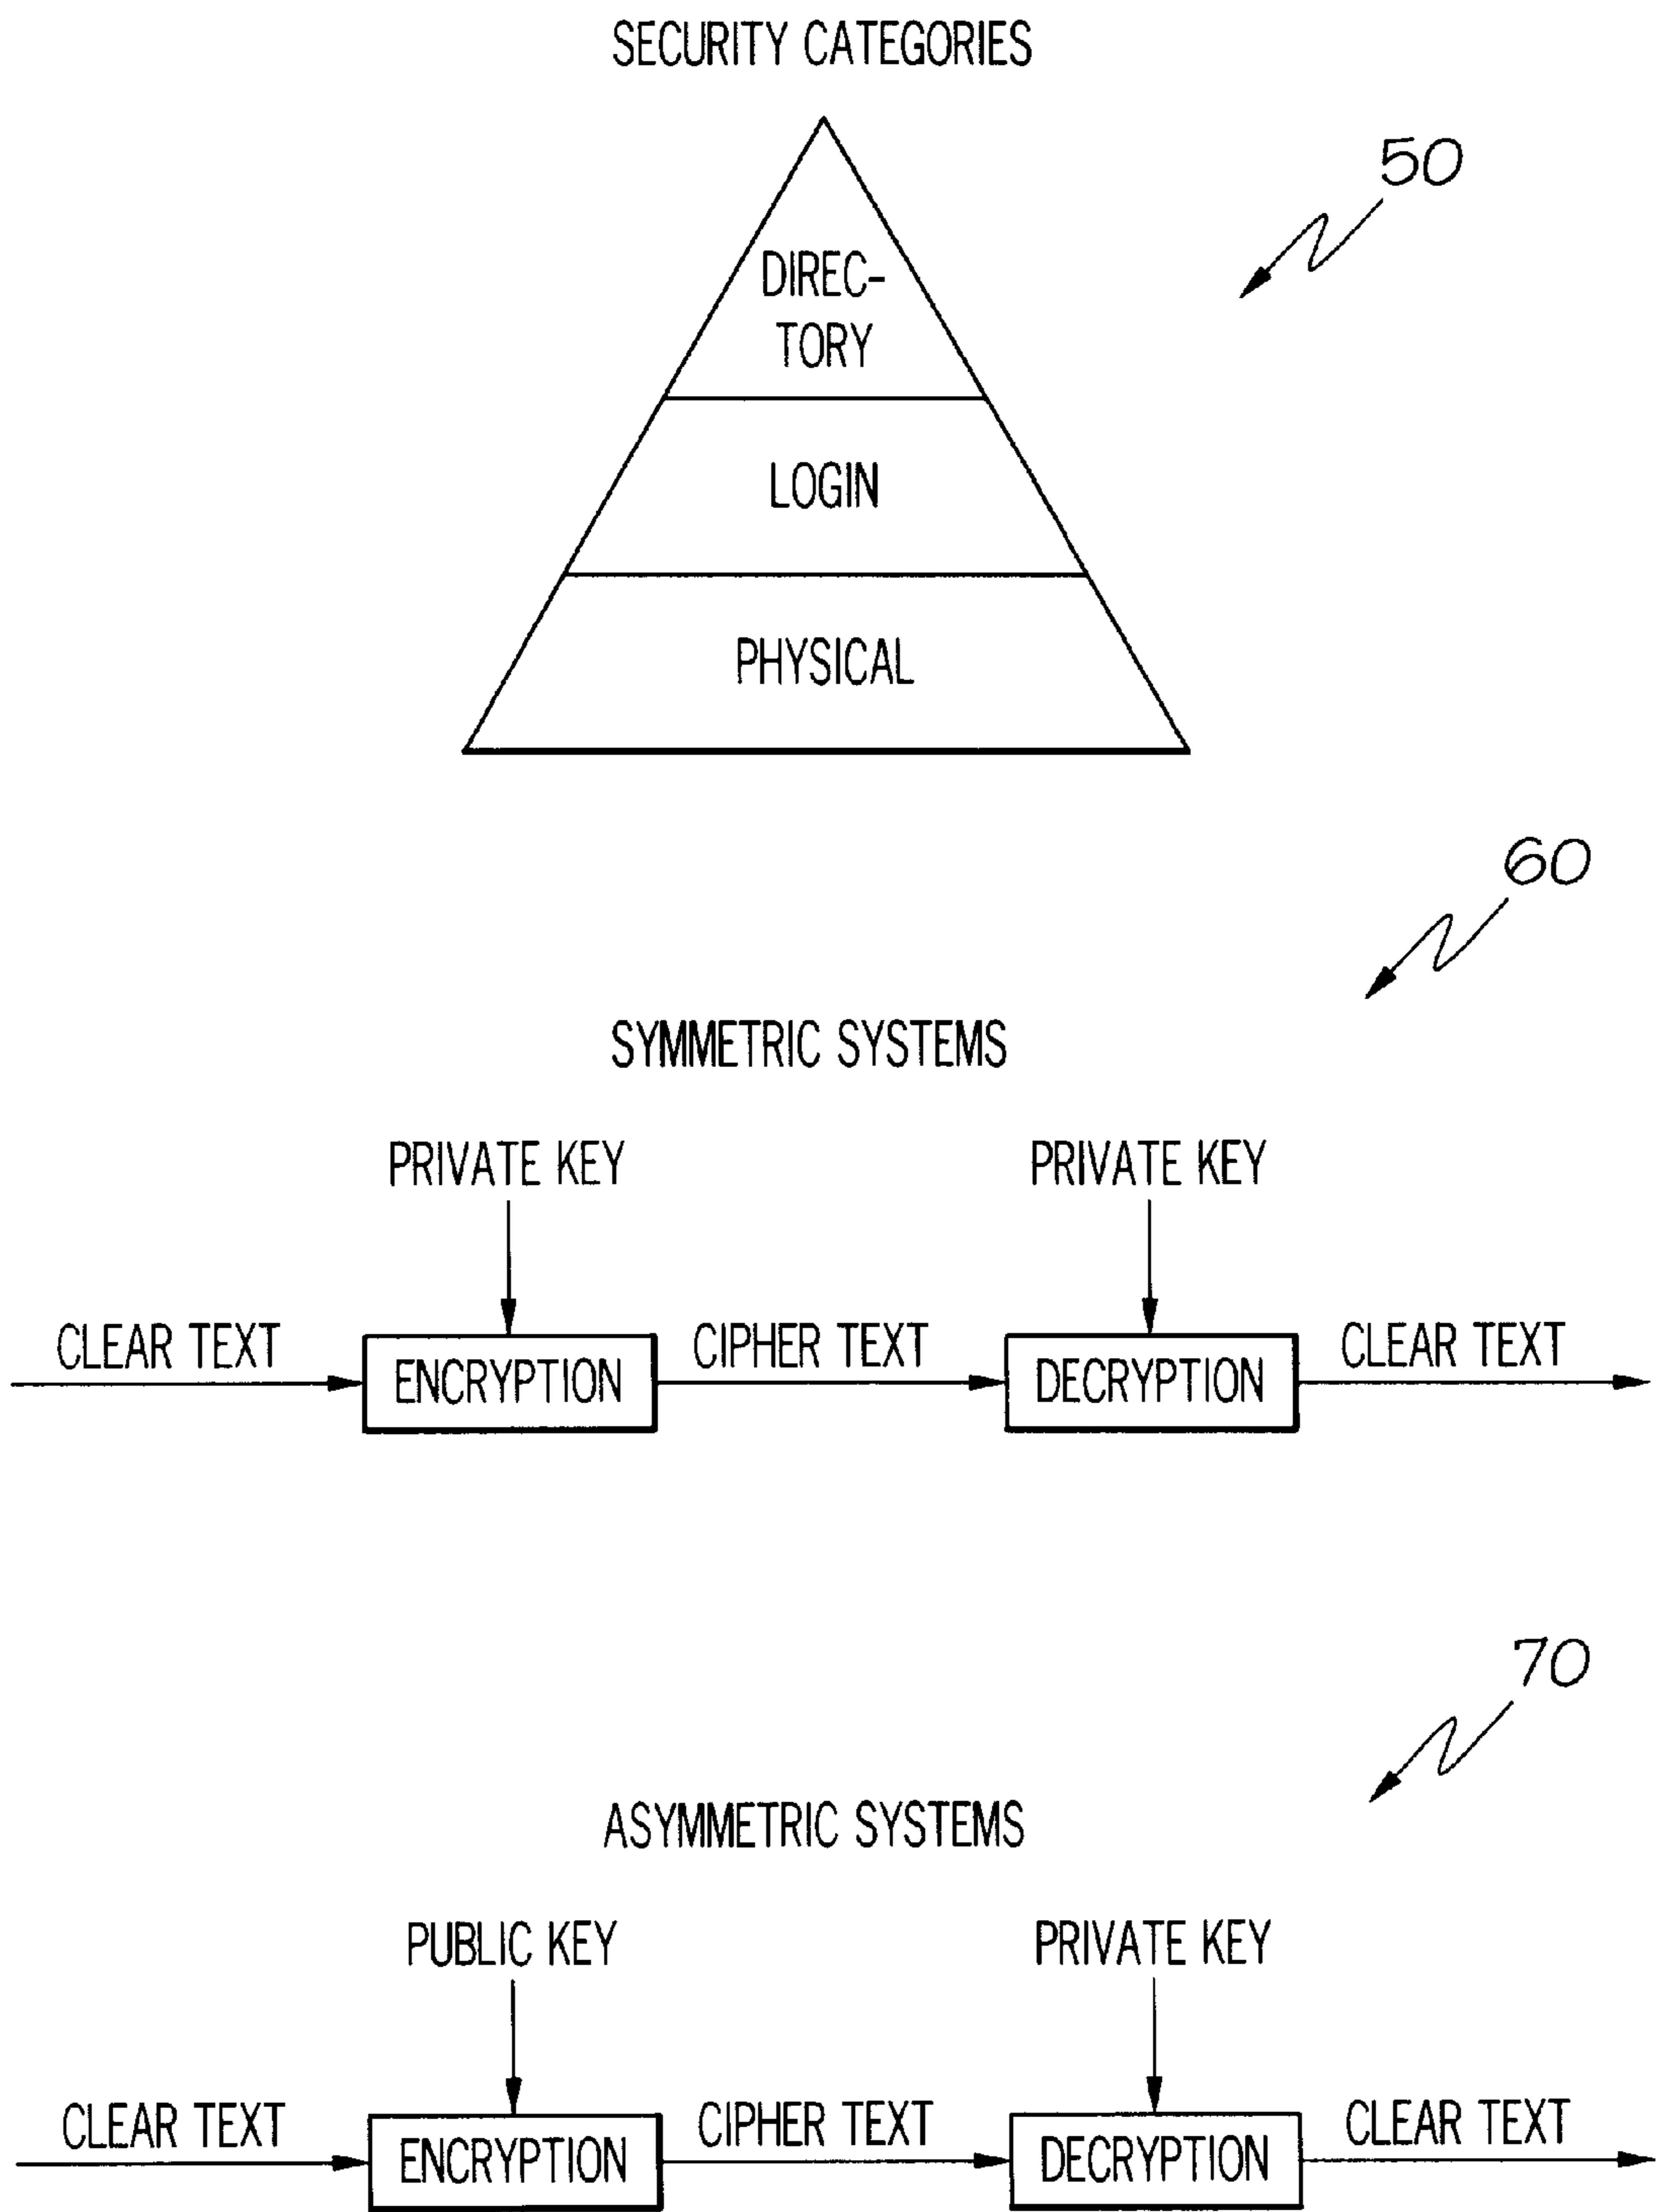 SECURITY CATEGORIES
50
DIREC-
TORY
LOGIN
PHYSICAL
60
SYMMETRIC SYSTEMS
PRIVATE KEY PRIVATE KEY
CLEAR TEXT CIPHER TEXT CLEAR TEXT
ENCRYPTION DECRYPTION
70
ASYMMETRIC SYSTEMS
PUBLIC KEY PRIVATE KEY
CLEAR TEXT CIPHER TEXT CLEAR TEXT
ENCRYPTION DECRYPTION